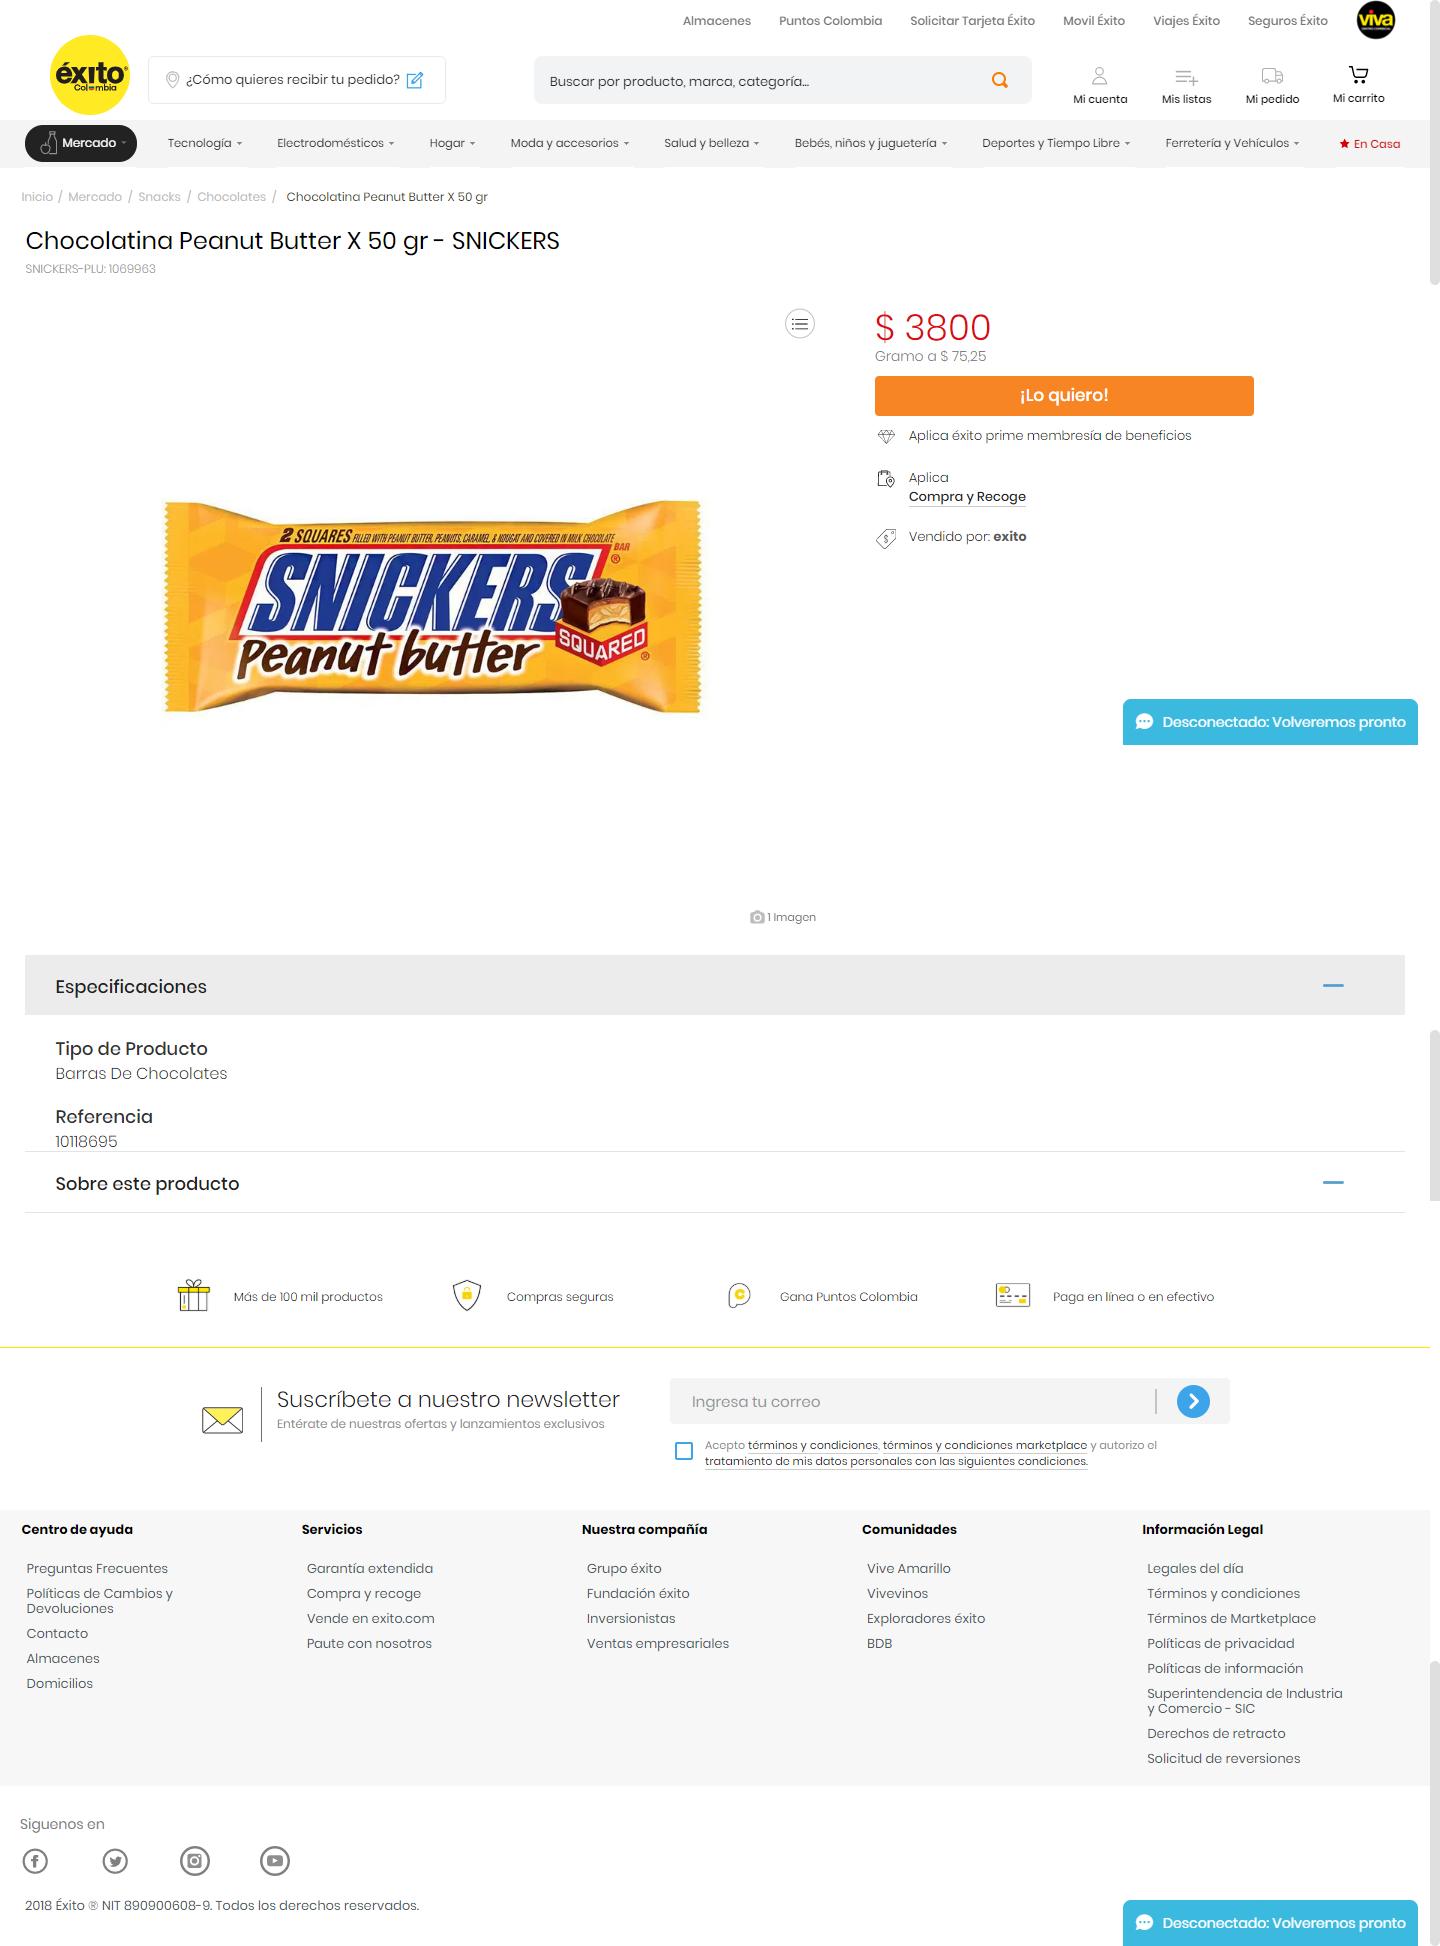 Almacenes Puntos Colombia Solicitar Tarjeta Éxito Movil Éxito Viajes Éxito Seguros Éxito viva
éxito
Colombia
¿Cómo quieres recibir tu pedido?
Buscar por producto, marca, categoría...
Mi cuenta Mis listas Mi pedido Mi carrito
Mercado Tecnología Electrodomésticos Hogar Moda y accesorios Salud y belleza Bebés, niños y juguetería Deportes y Tiempo Libre Ferretería y Vehículos En Casa
Inicio / Mercado / Snacks / Chocolates / Chocolatina Peanut Butter X 50 gr
Chocolatina Peanut Butter X 50 gr - SNICKERS
SNICKERS-PLU: 1069963
2 SQUARES FILLED WITH PEANUT BUTTER, PEANUTS, CARAMEL, & NOUGAT AND COVERED IN MILK CHOCOLATE
BAR
SNICKERS®
Peanut butter
SQUARED®
$ 3800
Gramo a $ 75,25
¡Lo quiero!
Aplica éxito prime membresía de beneficios
Aplica
Compra y Recoge
Vendido por: exito
Desconectado: Volveremos pronto
1 Imagen
Especificaciones
Tipo de Producto
Barras De Chocolates
Referencia
10118695
Sobre este producto
Más de 100 mil productos Compras seguras Gana Puntos Colombia Paga en línea o en efectivo
Suscríbete a nuestro newsletter
Entérate de nuestras ofertas y lanzamientos exclusivos
Ingresa tu correo
Acepto términos y condiciones, términos y condiciones marketplace y autorizo el
tratamiento de mis datos personales con las siguientes condiciones.
Centro de ayuda
Preguntas Frecuentes
Políticas de Cambios y
Devoluciones
Contacto
Almacenes
Domicilios
Servicios
Garantía extendida
Compra y recoge
Vende en exito.com
Paute con nosotros
Nuestra compañía
Grupo éxito
Fundación éxito
Inversionistas
Ventas empresariales
Comunidades
Vive Amarillo
Vivevinos
Exploradores éxito
BDB
Información Legal
Legales del día
Términos y condiciones
Términos de Martketplace
Políticas de privacidad
Políticas de información
Superintendencia de Industria
y Comercio - SIC
Derechos de retracto
Solicitud de reversiones
Siguenos en
2018 Éxito ® NIT 890900608-9. Todos los derechos reservados.
Desconectado: Volveremos pronto